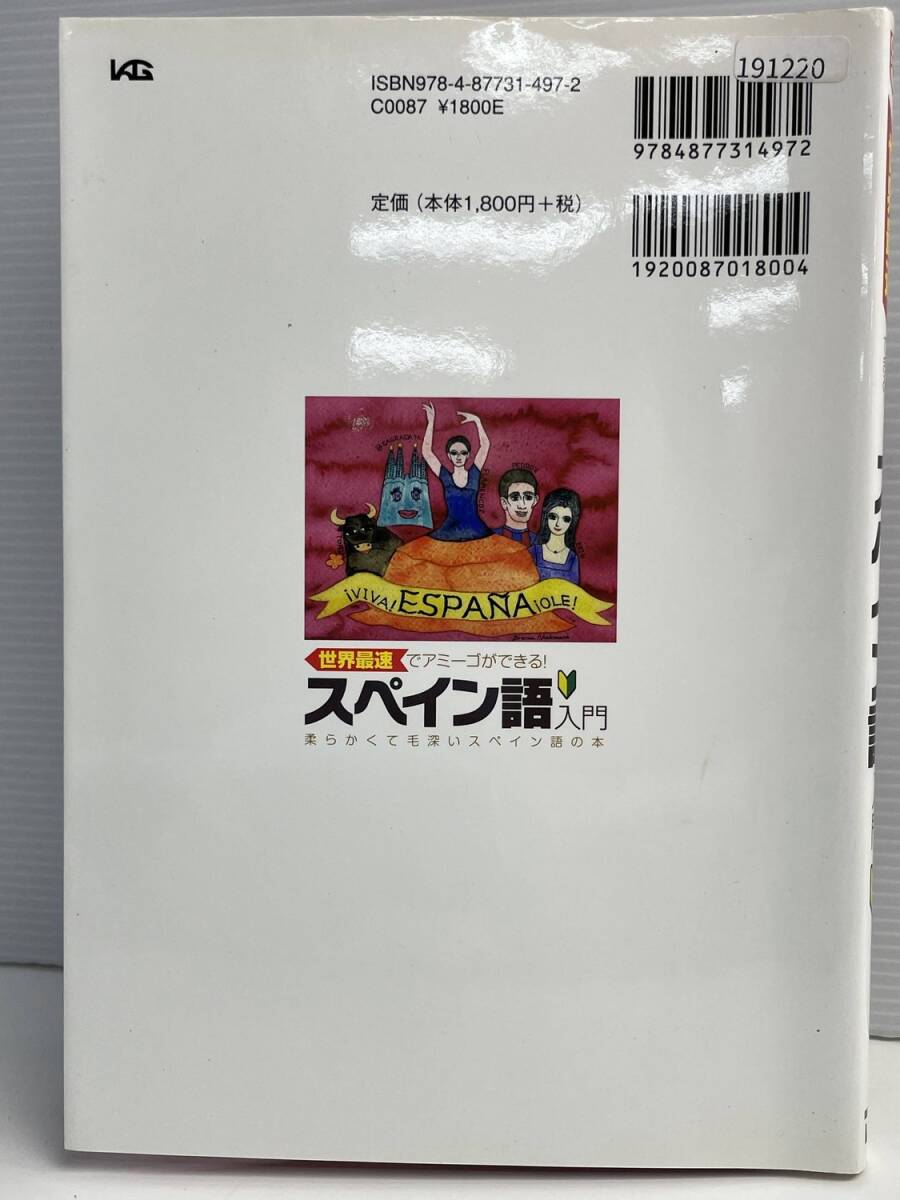 LAG
ISBN978-4-87731-497-2
C0087 ¥1800E
191220
9784877314972
定価(本体1,800円+税)
1920087018004
FLAMENCO
PEDRO
¡VIVA! ESPAÑA ¡OLE!
世界最速でアミーゴができる!
スペイン語入門
柔らかくて毛深いスペイン語の本